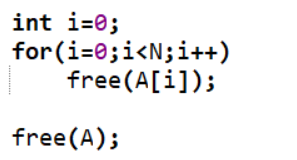 int i=0;
for(i=0;i<N;i++)
    free(A[i]);

free(A);